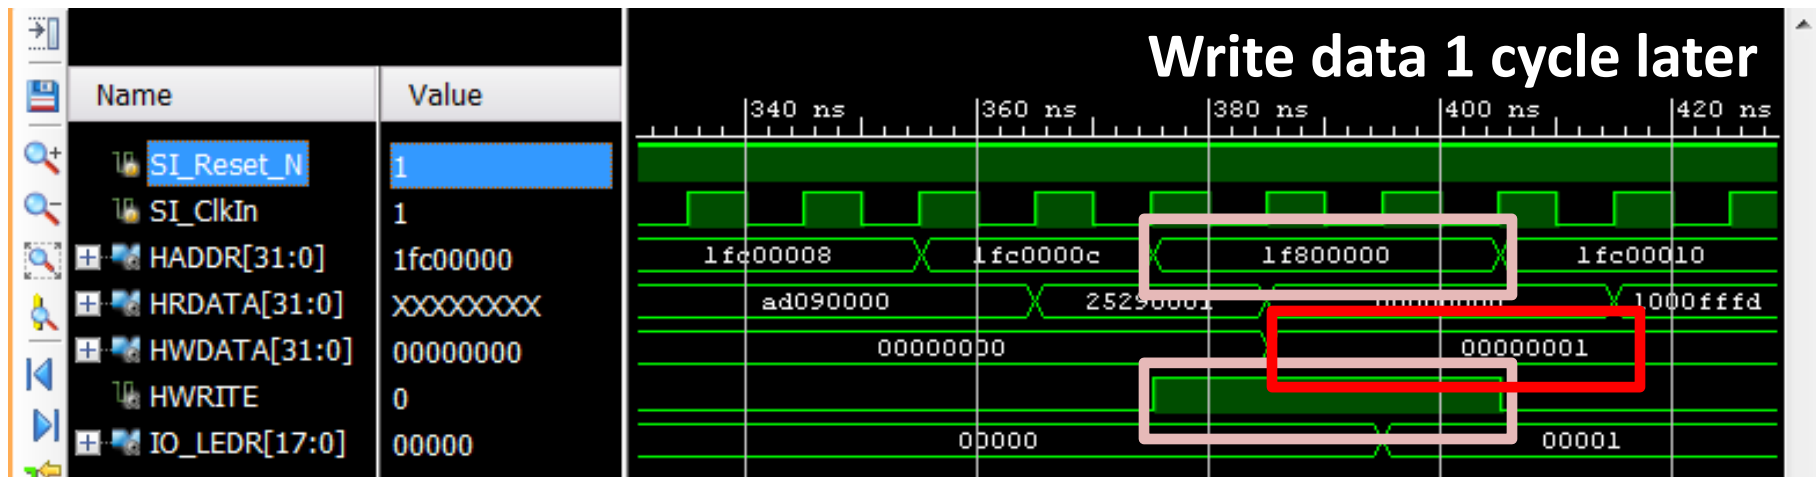 Write data 1 cycle later
Name Value
340 ns 360 ns 380 ns 400 ns 420 ns
SI_Reset_N 1
SI_ClkIn 1
HADDR[31:0] 1fc00000 1fc00008 1fc0000c 1f800000 1fc00010
HRDATA[31:0] XXXXXXXX ad090000 25290001 00000000 1000fffd
HWDATA[31:0] 00000000 00000000 00000001
HWRITE 0
IO_LEDR[17:0] 00000 00000 00001